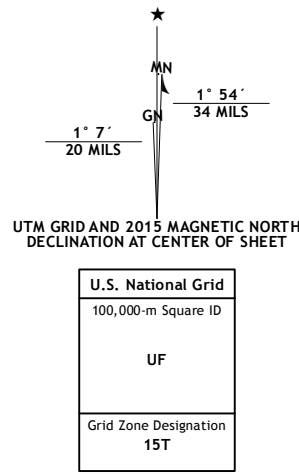 ★
MN
GN
1° 54´
34 MILS
1° 7´
20 MILS
UTM GRID AND 2015 MAGNETIC NORTH
DECLINATION AT CENTER OF SHEET
U.S. National Grid
100,000-m Square ID
UF
Grid Zone Designation
15T